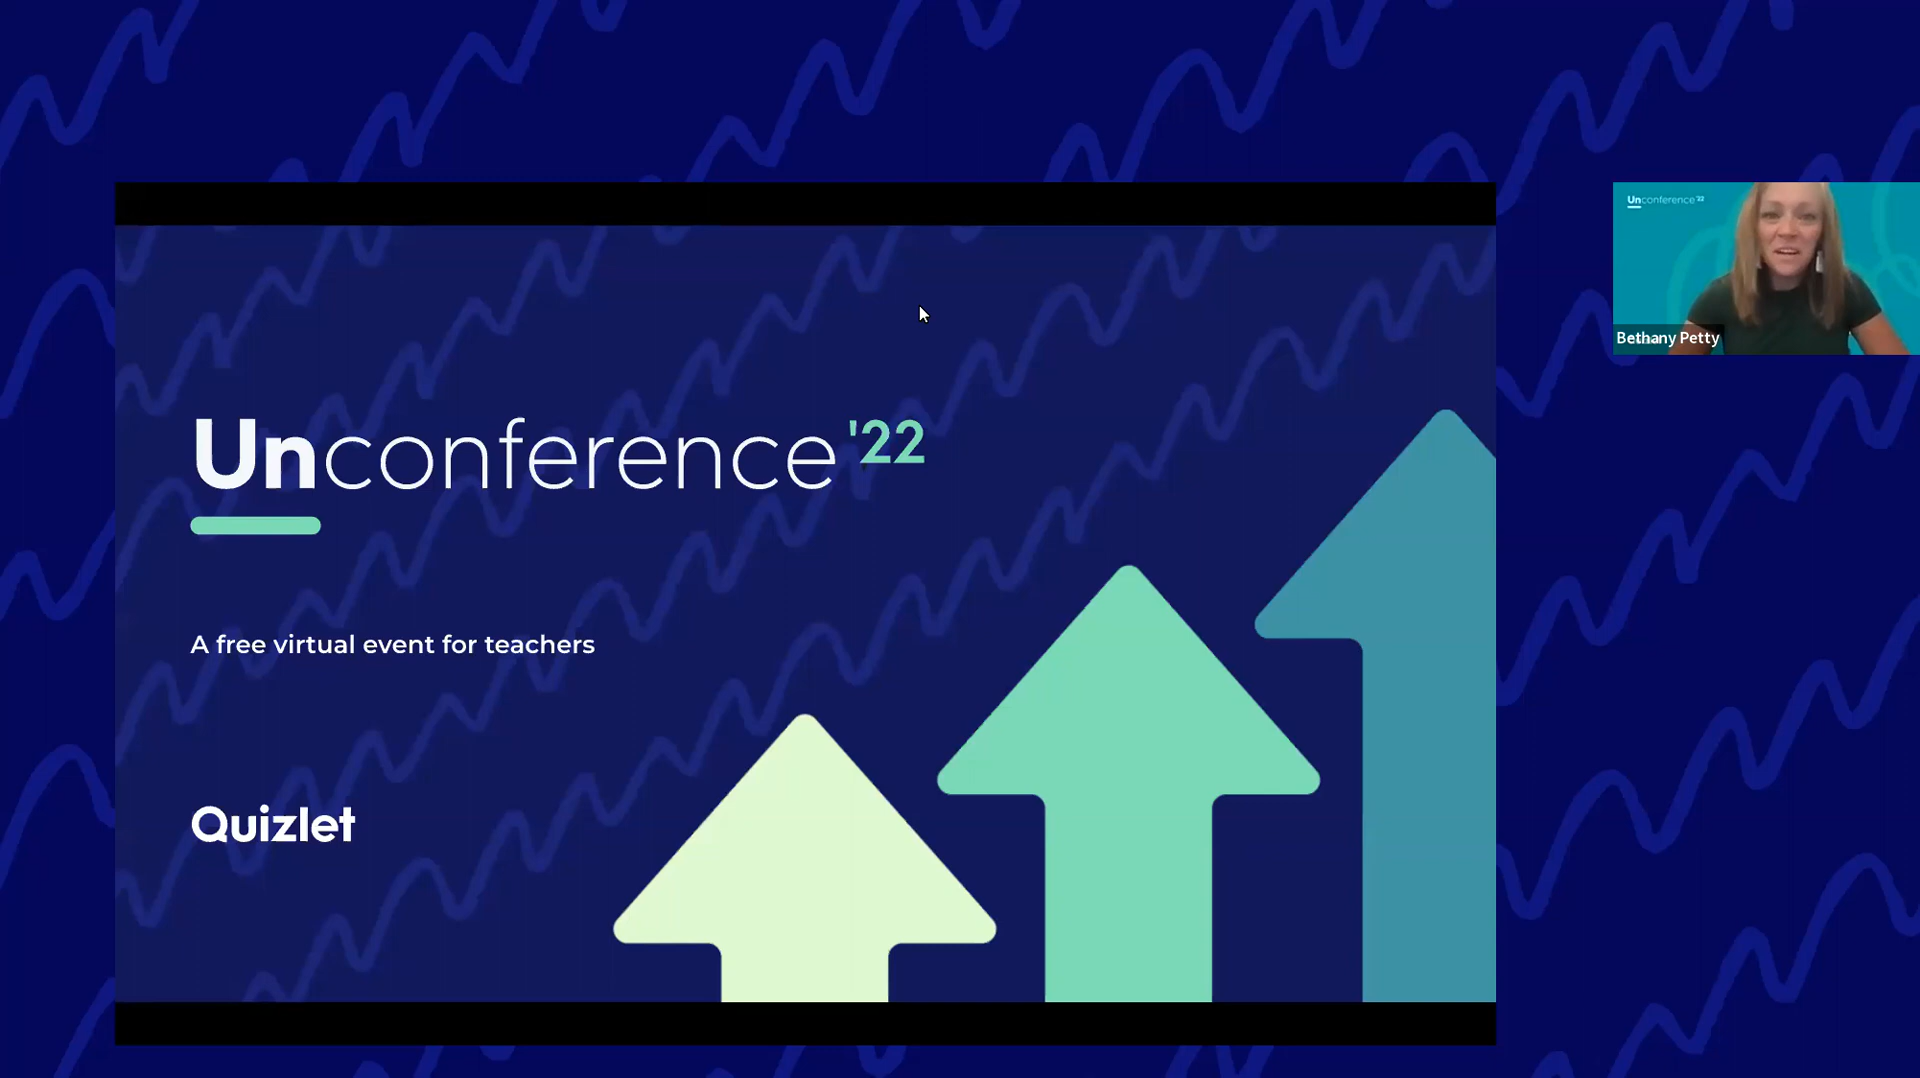 Unconference '22
A free virtual event for teachers
Quizlet
Unconference '22
Bethany Petty